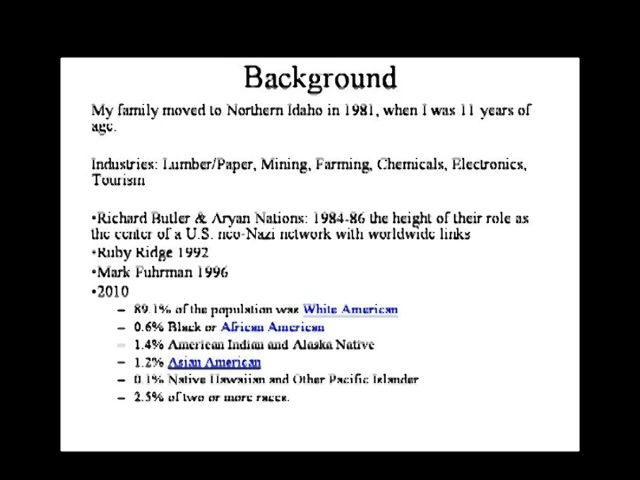 Background
My family moved to Northern Idaho in 1981, when I was 11 years of
age.
Industries: Lumber/Paper, Mining, Farming, Chemicals, Electronics,
Tourism
•Richard Butler & Aryan Nations: 1984-86 the height of their role as
the center of a U.S. neo-Nazi network with worldwide links
•Ruby Ridge 1992
•Mark Fuhrman 1996
•2010
– 89.1% of the population was White American
– 0.6% Black or African American
– 1.4% American Indian and Alaska Native
– 1.2% Asian American
– 0.1% Native Hawaiian and Other Pacific Islander
– 2.5% of two or more races.